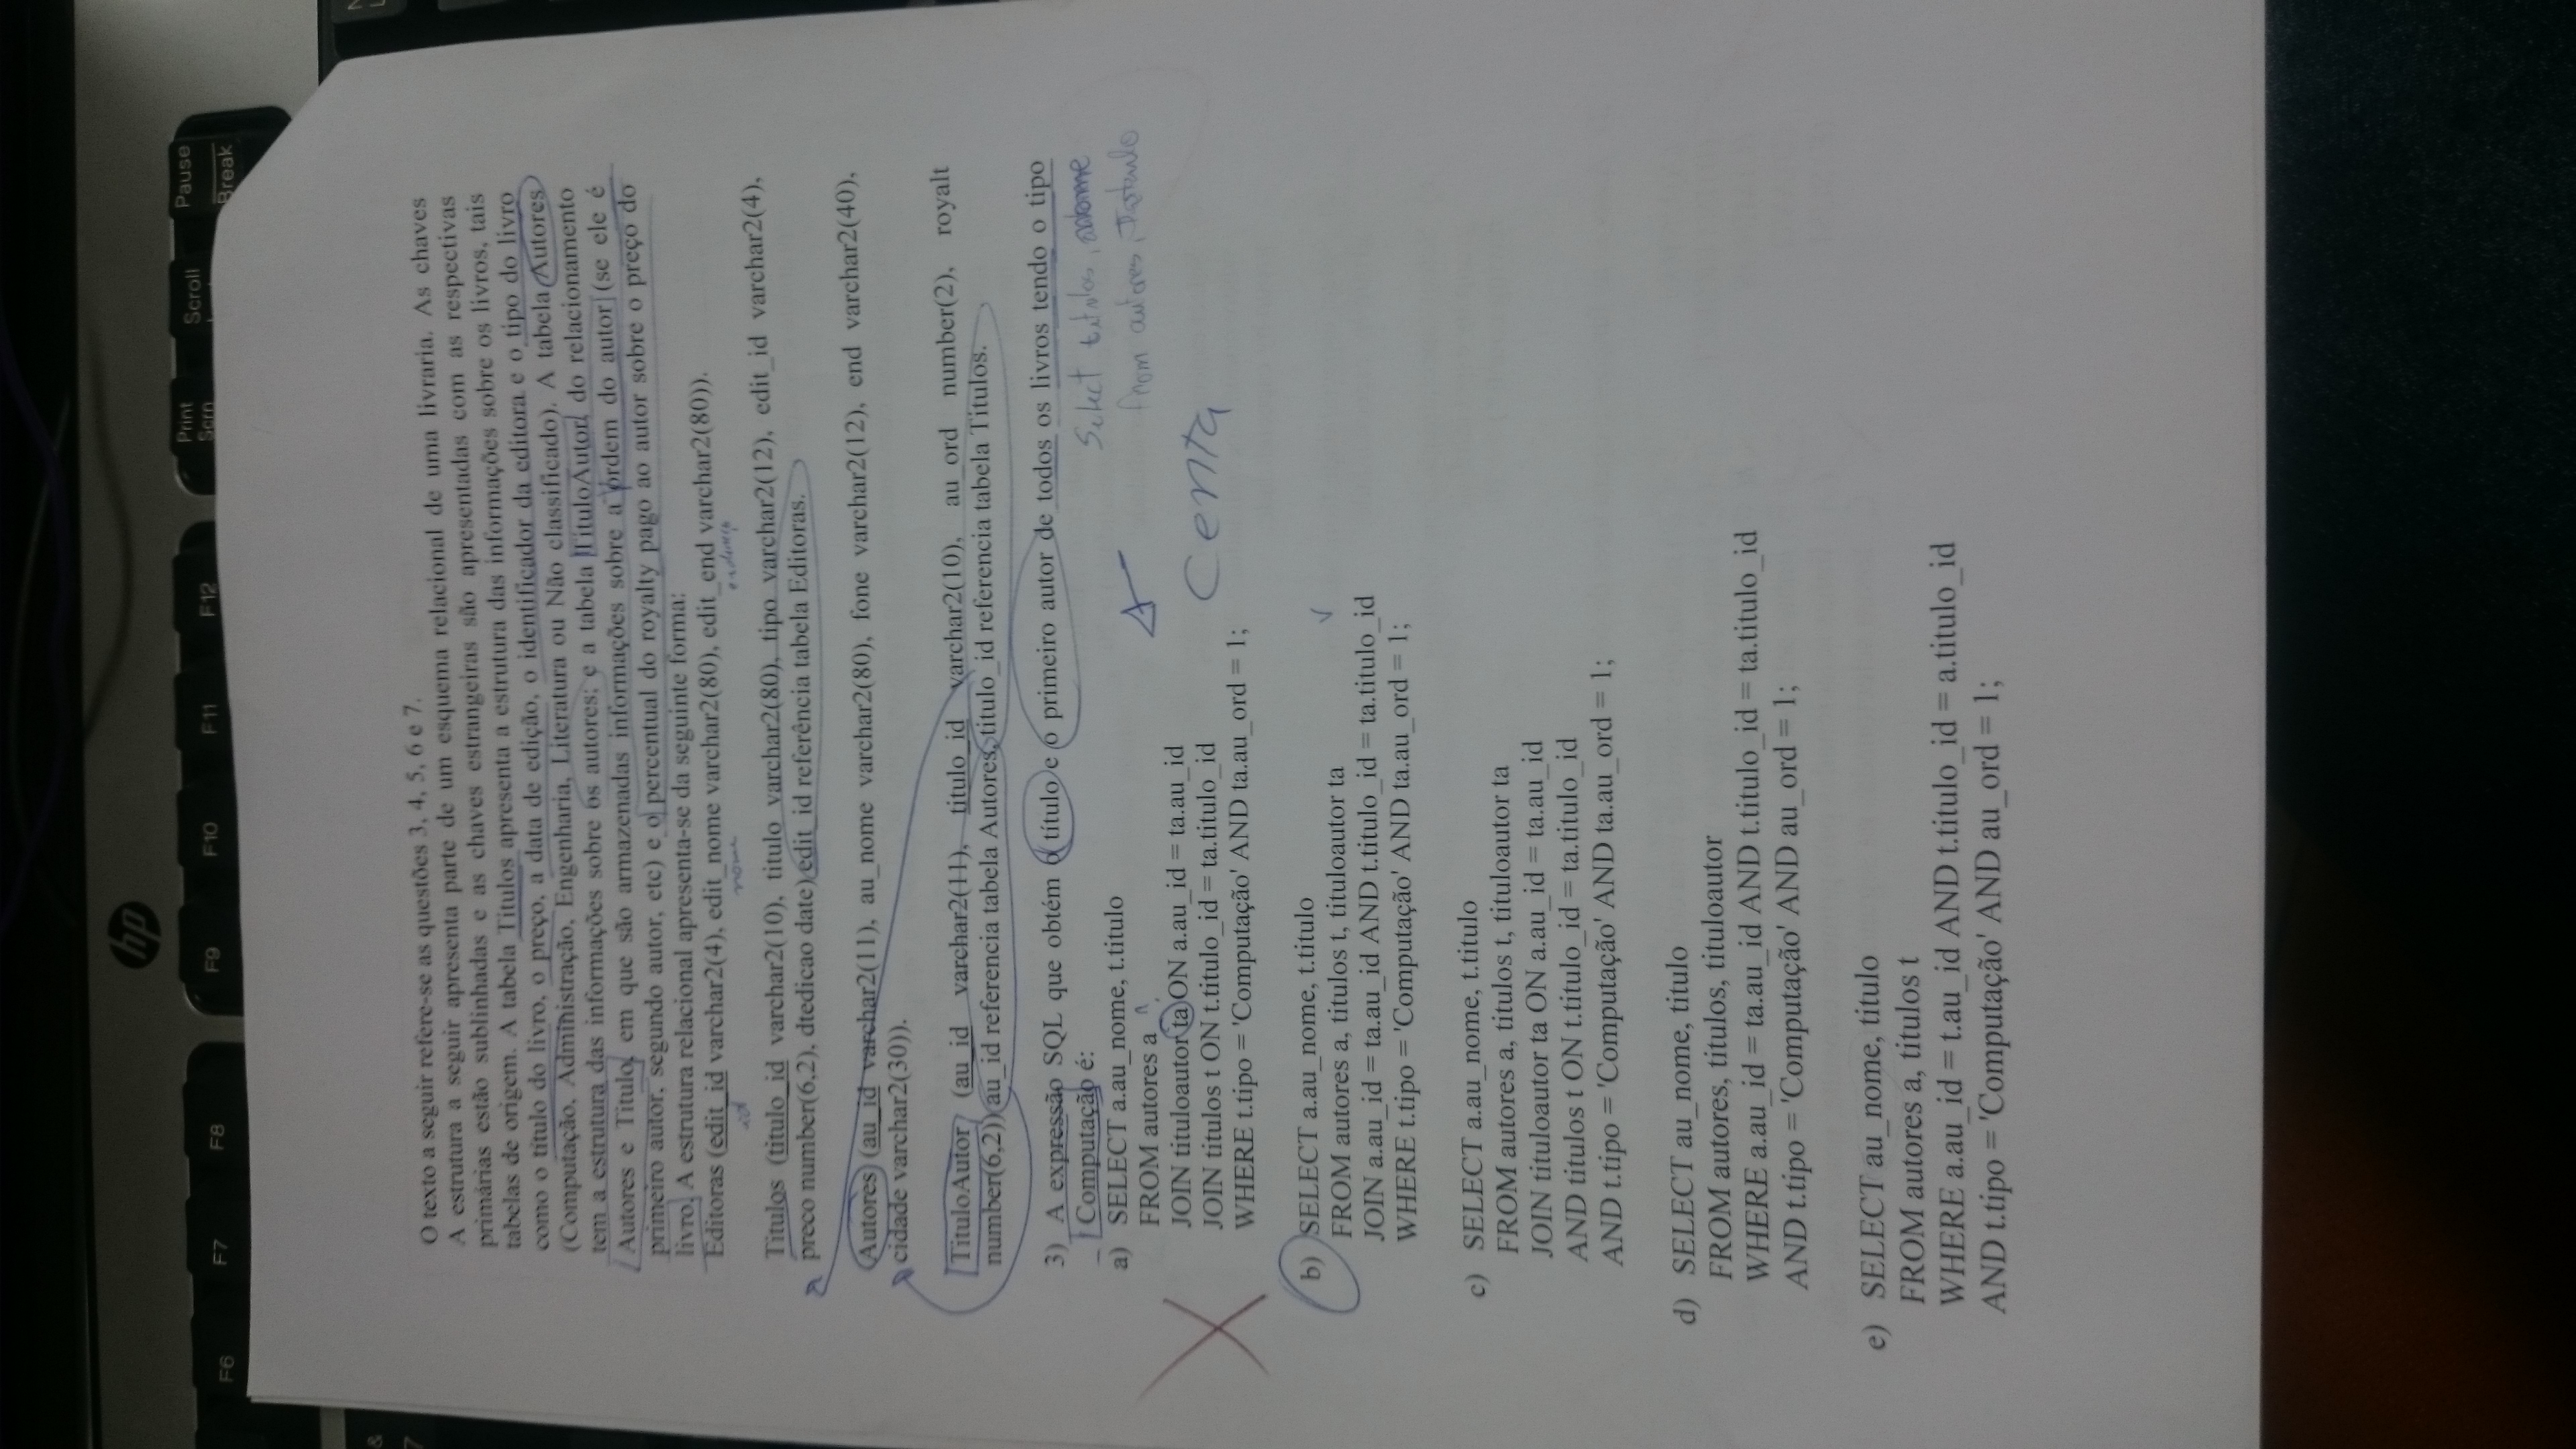 hp
F6 F7 F8 F9 F10 F11 F12 Print Scrn Scroll Pause Break
&
7
O texto a seguir refere-se as questões 3, 4, 5, 6 e 7.
A estrutura a seguir apresenta parte de um esquema relacional de uma livraria. As chaves
primárias estão sublinhadas e as chaves estrangeiras são apresentadas com as respectivas
tabelas de origem. A tabela Titulos apresenta a estrutura das informações sobre os livros, tais
como o título do livro, o preço, a data de edição, o identificador da editora e o tipo do livro
(Computação, Administração, Engenharia, Literatura ou Não classificado). A tabela Autores
tem a estrutura das informações sobre os autores; e a tabela TituloAutor, do relacionamento
Autores e Titulo, em que são armazenadas informações sobre a ordem do autor (se ele é
primeiro autor, segundo autor, etc) e o percentual do royalty pago ao autor sobre o preço do
livro. A estrutura relacional apresenta-se da seguinte forma:
Editoras (edit_id varchar2(4), edit_nome varchar2(80), edit_end varchar2(80)).
id nome endereço
Titulos (titulo_id varchar2(10), titulo varchar2(80), tipo varchar2(12), edit_id varchar2(4),
preco number(6,2), dtedicao date) edit_id referência tabela Editoras.
Autores (au_id varchar2(11), au_nome varchar2(80), fone varchar2(12), end varchar2(40),
cidade varchar2(30)).
TituloAutor (au_id varchar2(11), titulo_id varchar2(10), au_ord number(2), royalt
number(6,2)) au_id referencia tabela Autores, titulo_id referencia tabela Titulos.
3) A expressão SQL que obtém o título e o primeiro autor de todos os livros tendo o tipo
Computação é:
Select titulos,
from autores,
a) SELECT a.au_nome, t.titulo
FROM autores a
JOIN tituloautor ta ON a.au_id = ta.au_id
JOIN titulos t ON t.titulo_id = ta.titulo_id
WHERE t.tipo = 'Computação' AND ta.au_ord = 1;
Certa
b) SELECT a.au_nome, t.titulo
FROM autores a, titulos t, tituloautor ta
JOIN a.au_id = ta.au_id AND t.titulo_id = ta.titulo_id
WHERE t.tipo = 'Computação' AND ta.au_ord = 1;
c) SELECT a.au_nome, t.titulo
FROM autores a, titulos t, tituloautor ta
JOIN tituloautor ta ON a.au_id = ta.au_id
AND titulos t ON t.titulo_id = ta.titulo_id
AND t.tipo = 'Computação' AND ta.au_ord = 1;
d) SELECT au_nome, titulo
FROM autores, titulos, tituloautor
WHERE a.au_id = ta.au_id AND t.titulo_id = ta.titulo_id
AND t.tipo = 'Computação' AND au_ord = 1;
e) SELECT au_nome, titulo
FROM autores a, titulos t
WHERE a.au_id = t.au_id AND t.titulo_id = a.titulo_id
AND t.tipo = 'Computação' AND au_ord = 1;